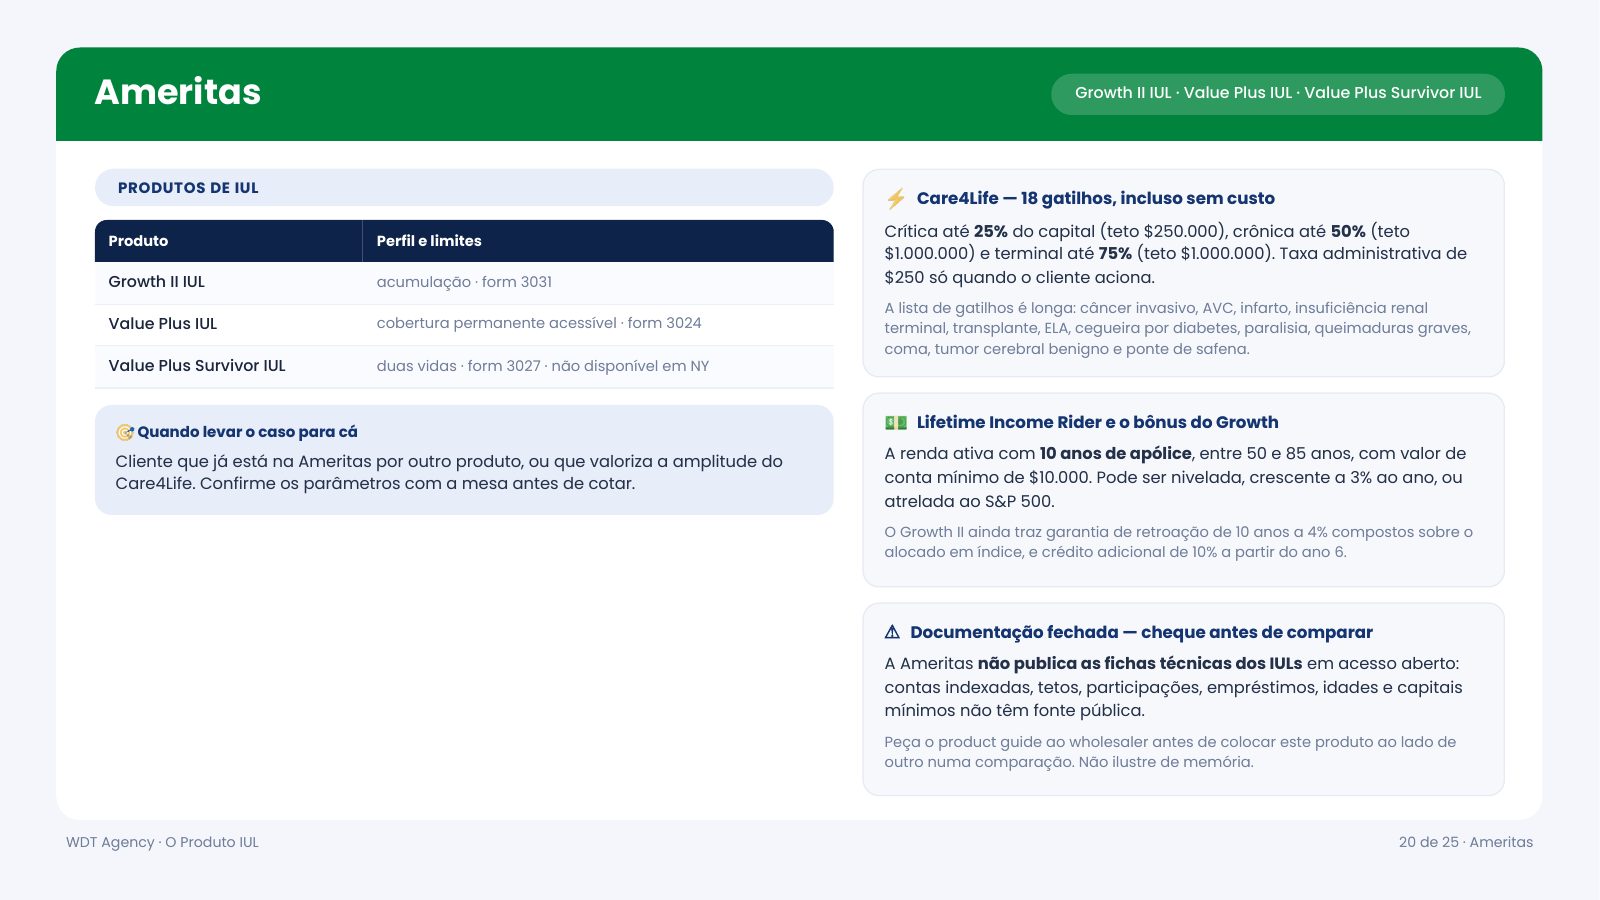 Ameritas
Growth II IUL · Value Plus IUL · Value Plus Survivor IUL
PRODUTOS DE IUL
Produto Perfil e limites
Growth II IUL acumulação · form 3031
Value Plus IUL cobertura permanente acessível · form 3024
Value Plus Survivor IUL duas vidas · form 3027 · não disponível em NY
🎯 Quando levar o caso para cá
Cliente que já está na Ameritas por outro produto, ou que valoriza a amplitude do
Care4Life. Confirme os parâmetros com a mesa antes de cotar.
⚡ Care4Life — 18 gatilhos, incluso sem custo
Crítica até 25% do capital (teto $250.000), crônica até 50% (teto
$1.000.000) e terminal até 75% (teto $1.000.000). Taxa administrativa de
$250 só quando o cliente aciona.
A lista de gatilhos é longa: câncer invasivo, AVC, infarto, insuficiência renal
terminal, transplante, ELA, cegueira por diabetes, paralisia, queimaduras graves,
coma, tumor cerebral benigno e ponte de safena.
💵 Lifetime Income Rider e o bônus do Growth
A renda ativa com 10 anos de apólice, entre 50 e 85 anos, com valor de
conta mínimo de $10.000. Pode ser nivelada, crescente a 3% ao ano, ou
atrelada ao S&P 500.
O Growth II ainda traz garantia de retroação de 10 anos a 4% compostos sobre o
alocado em índice, e crédito adicional de 10% a partir do ano 6.
⚠ Documentação fechada — cheque antes de comparar
A Ameritas não publica as fichas técnicas dos IULs em acesso aberto:
contas indexadas, tetos, participações, empréstimos, idades e capitais
mínimos não têm fonte pública.
Peça o product guide ao wholesaler antes de colocar este produto ao lado de
outro numa comparação. Não ilustre de memória.
WDT Agency · O Produto IUL
20 de 25 · Ameritas